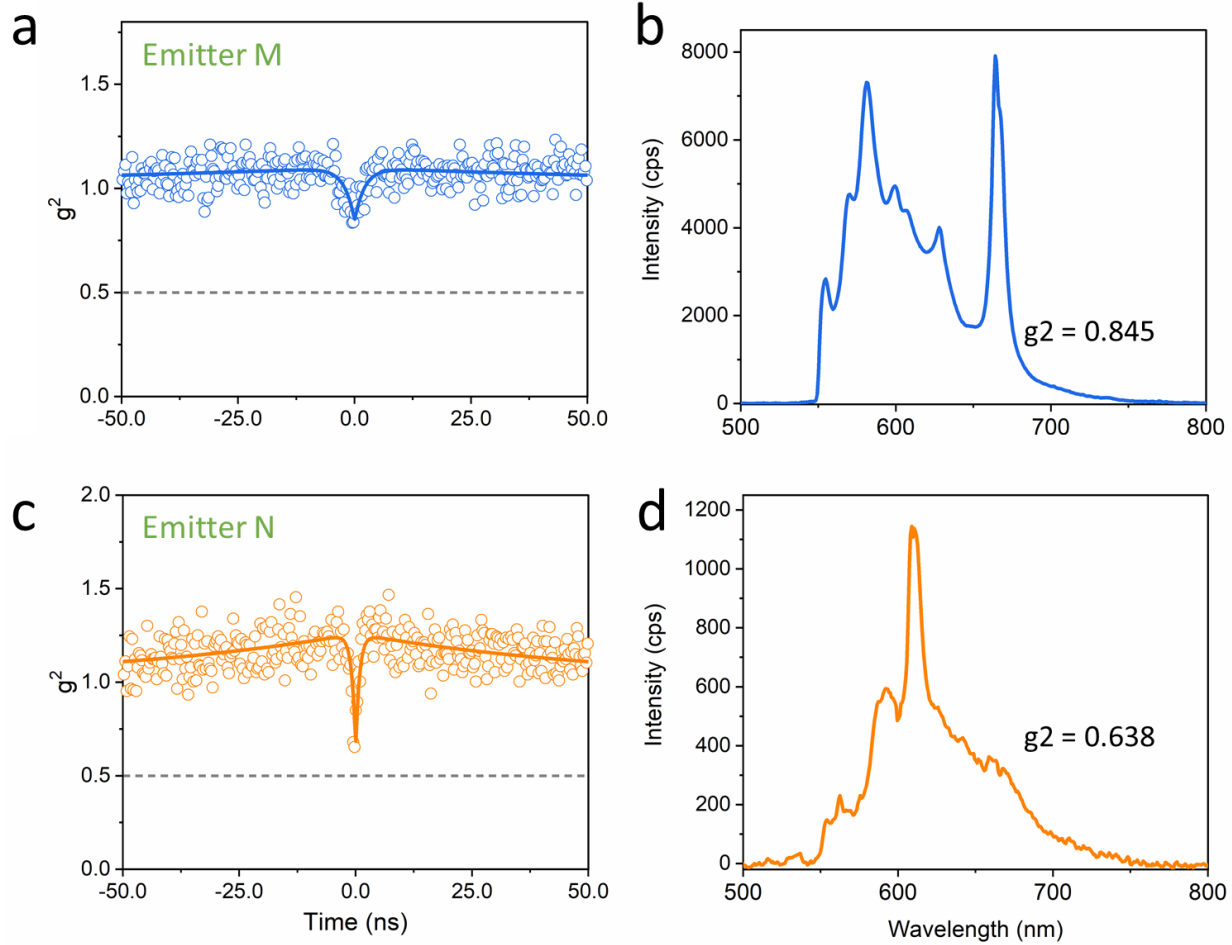 a
Emitter M
g²
1.5
1.0
0.5
0.0
-50.0
-25.0
0.0
25.0
50.0
b
Intensity (cps)
8000
6000
4000
2000
0
g2 = 0.845
500
600
700
800
c
Emitter N
g²
2.0
1.5
1.0
0.5
0.0
-50.0
-25.0
0.0
25.0
50.0
Time (ns)
d
Intensity (cps)
1200
1000
800
600
400
200
0
g2 = 0.638
500
600
700
800
Wavelength (nm)